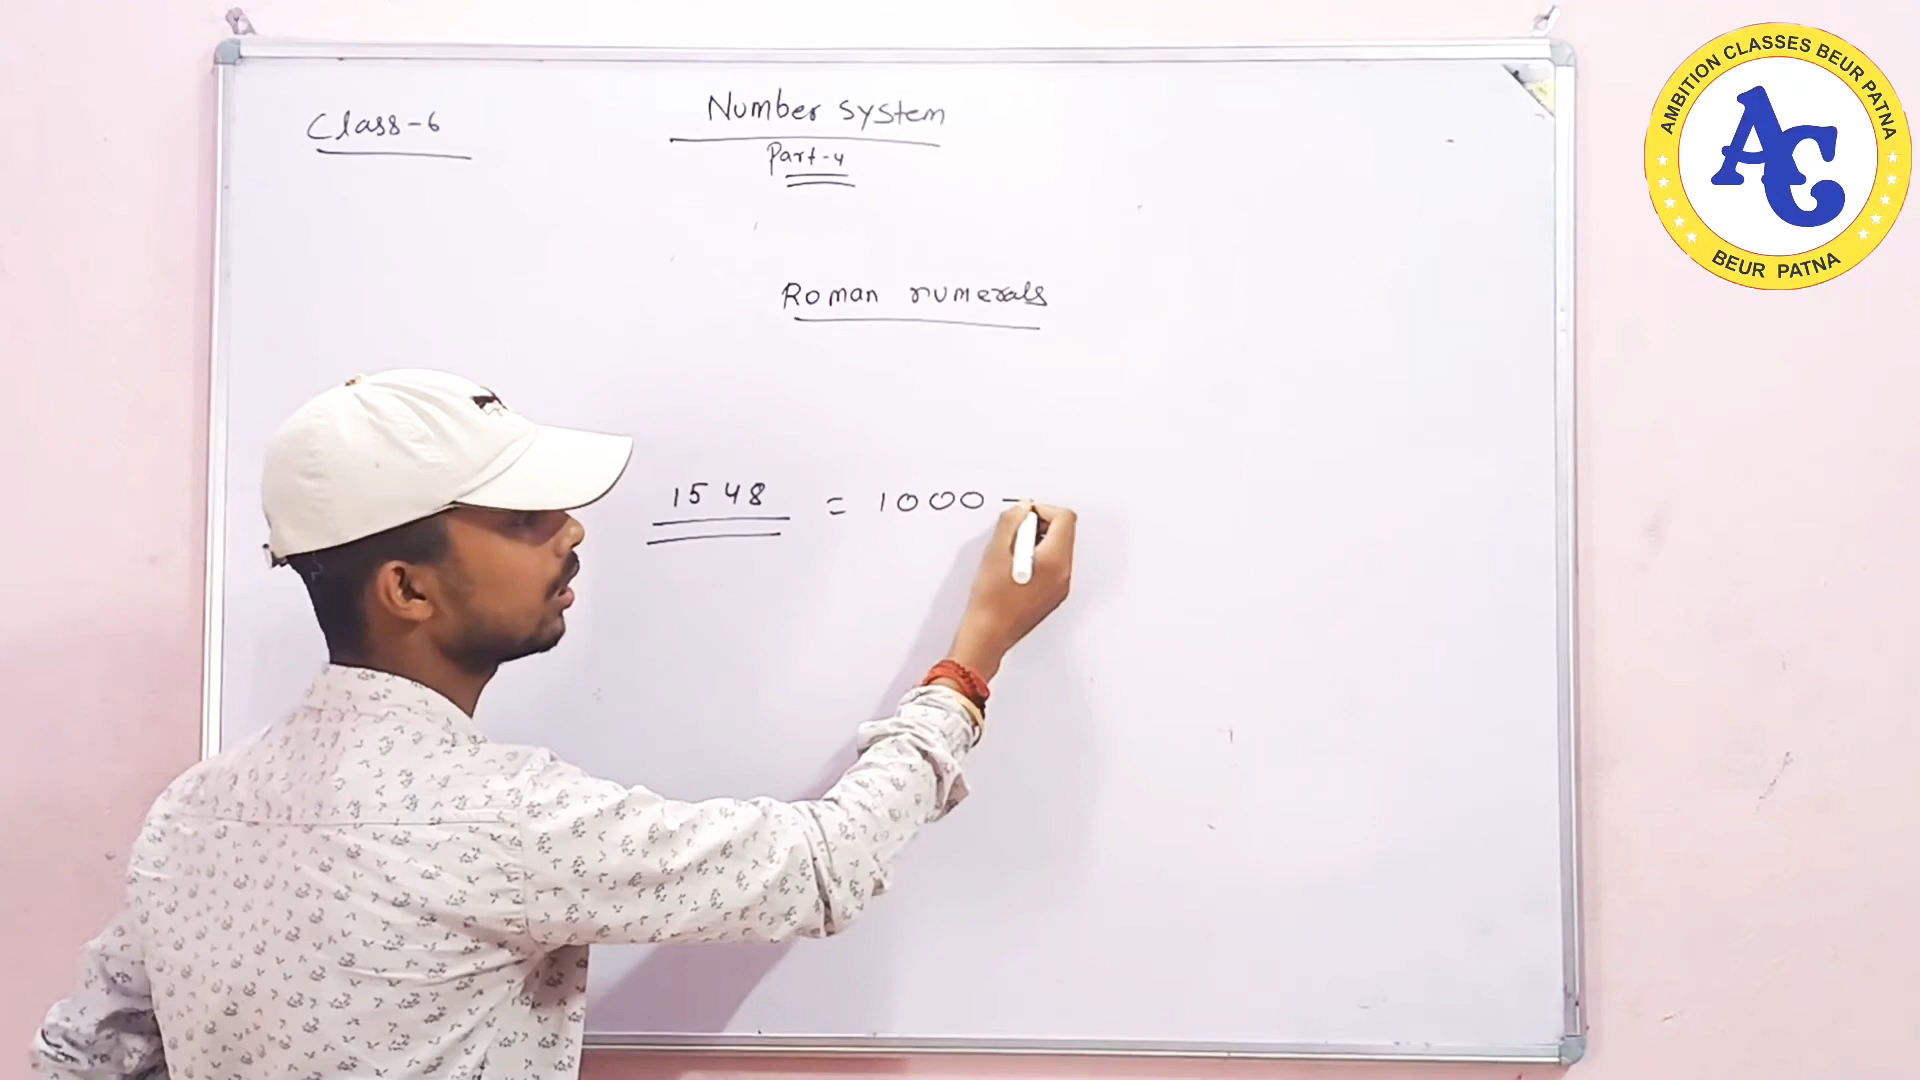 Class-6
Number system
Part-4
Roman numerals
1548 = 1000 -
AMBITION CLASSES BEUR PATNA
AC
BEUR PATNA